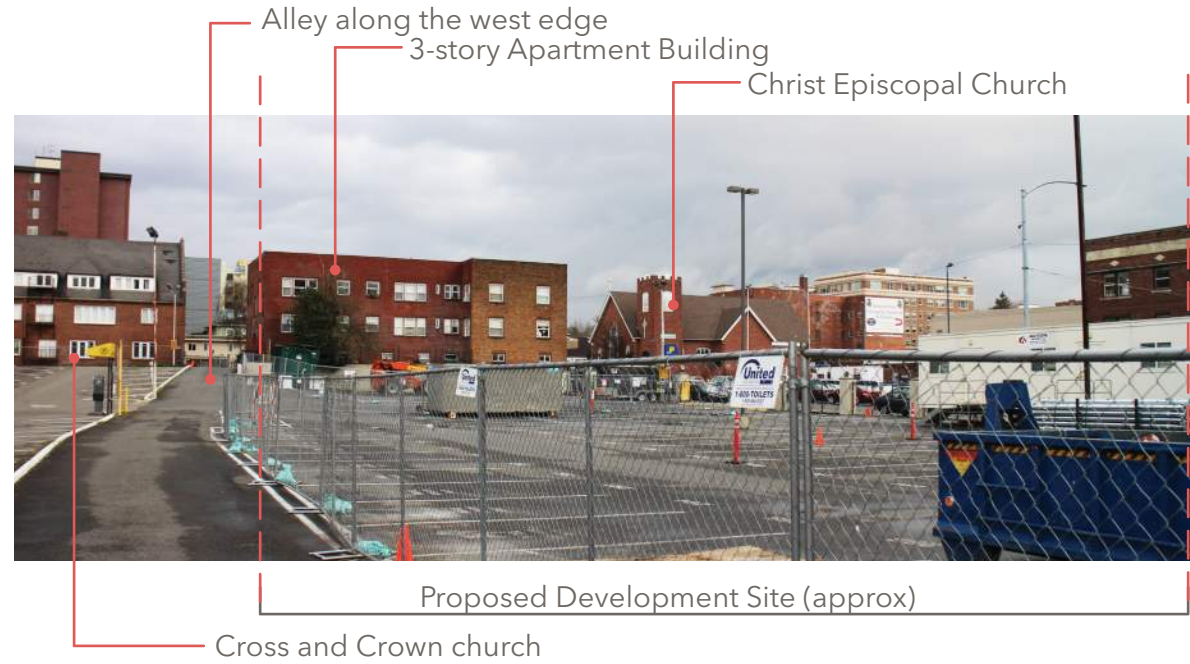 Alley along the west edge
3-story Apartment Building
Christ Episcopal Church
United
1-800-TOILETS
Proposed Development Site (approx)
Cross and Crown church